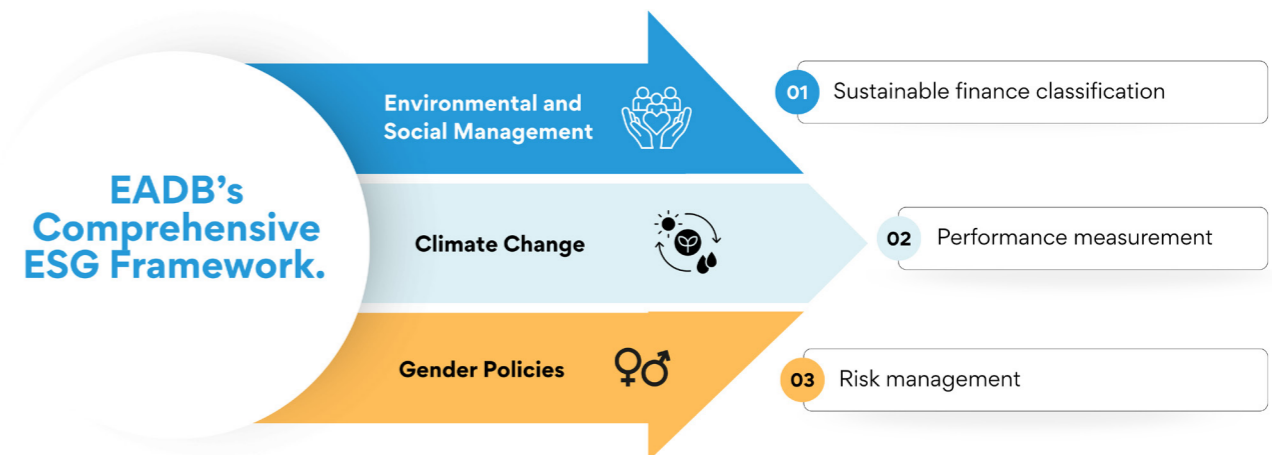 EADB's
Comprehensive
ESG Framework.
Environmental and
Social Management
Climate Change
Gender Policies
01 Sustainable finance classification
02 Performance measurement
03 Risk management